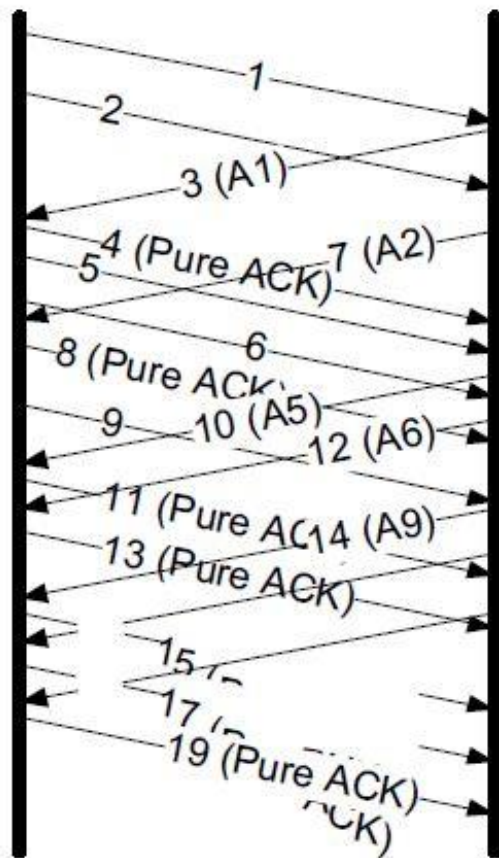 1
2
3 (A1)
4 (Pure ACK)
7 (A2)
5
6
8 (Pure ACK)
10 (A5)
9
12 (A6)
11 (Pure
14 (A9)
13 (Pure ACK)
15
17
19 (Pure ACK)
ACK)